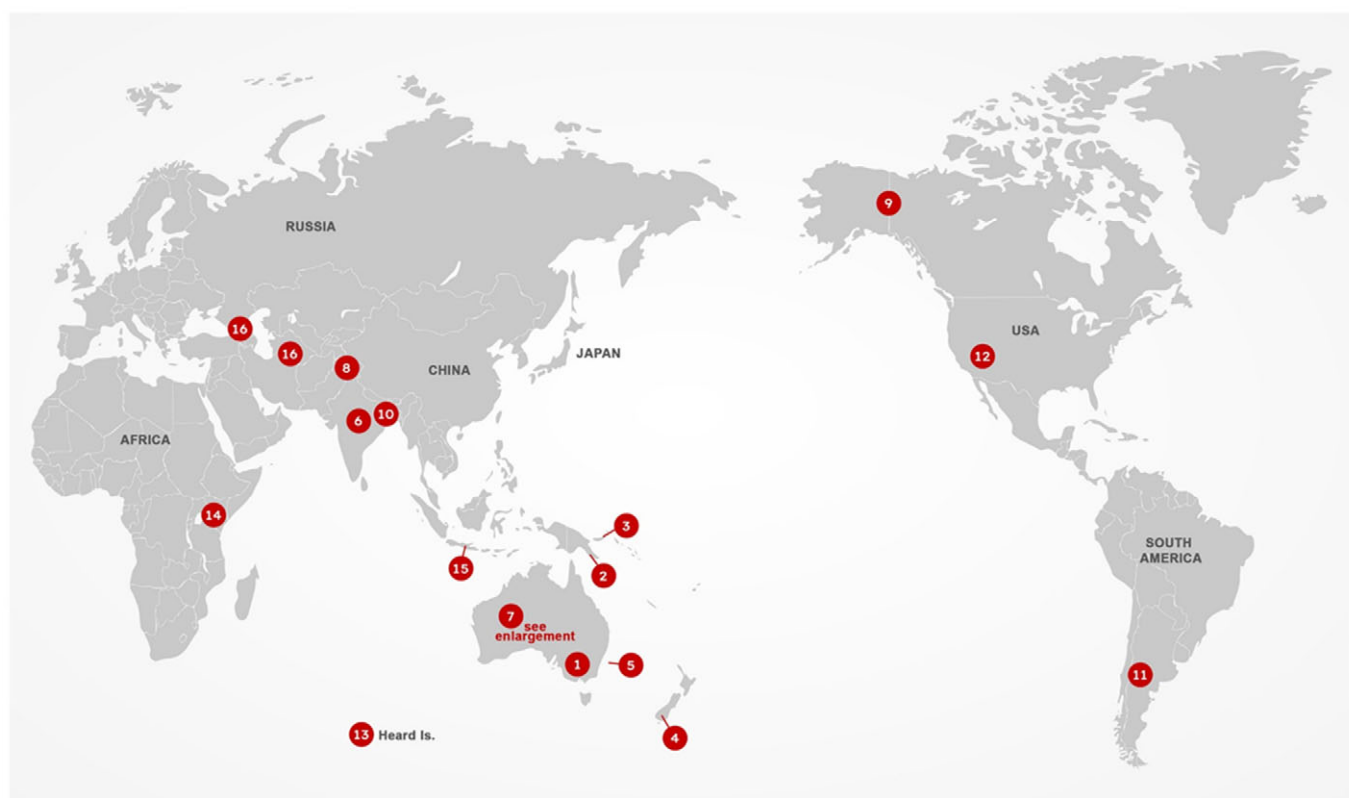 9
RUSSIA
16
USA
JAPAN
16
12
8
CHINA
10
6
AFRICA
14
3
SOUTH
AMERICA
15
2
7
see
enlargement
1
5
11
13 Heard Is.
4